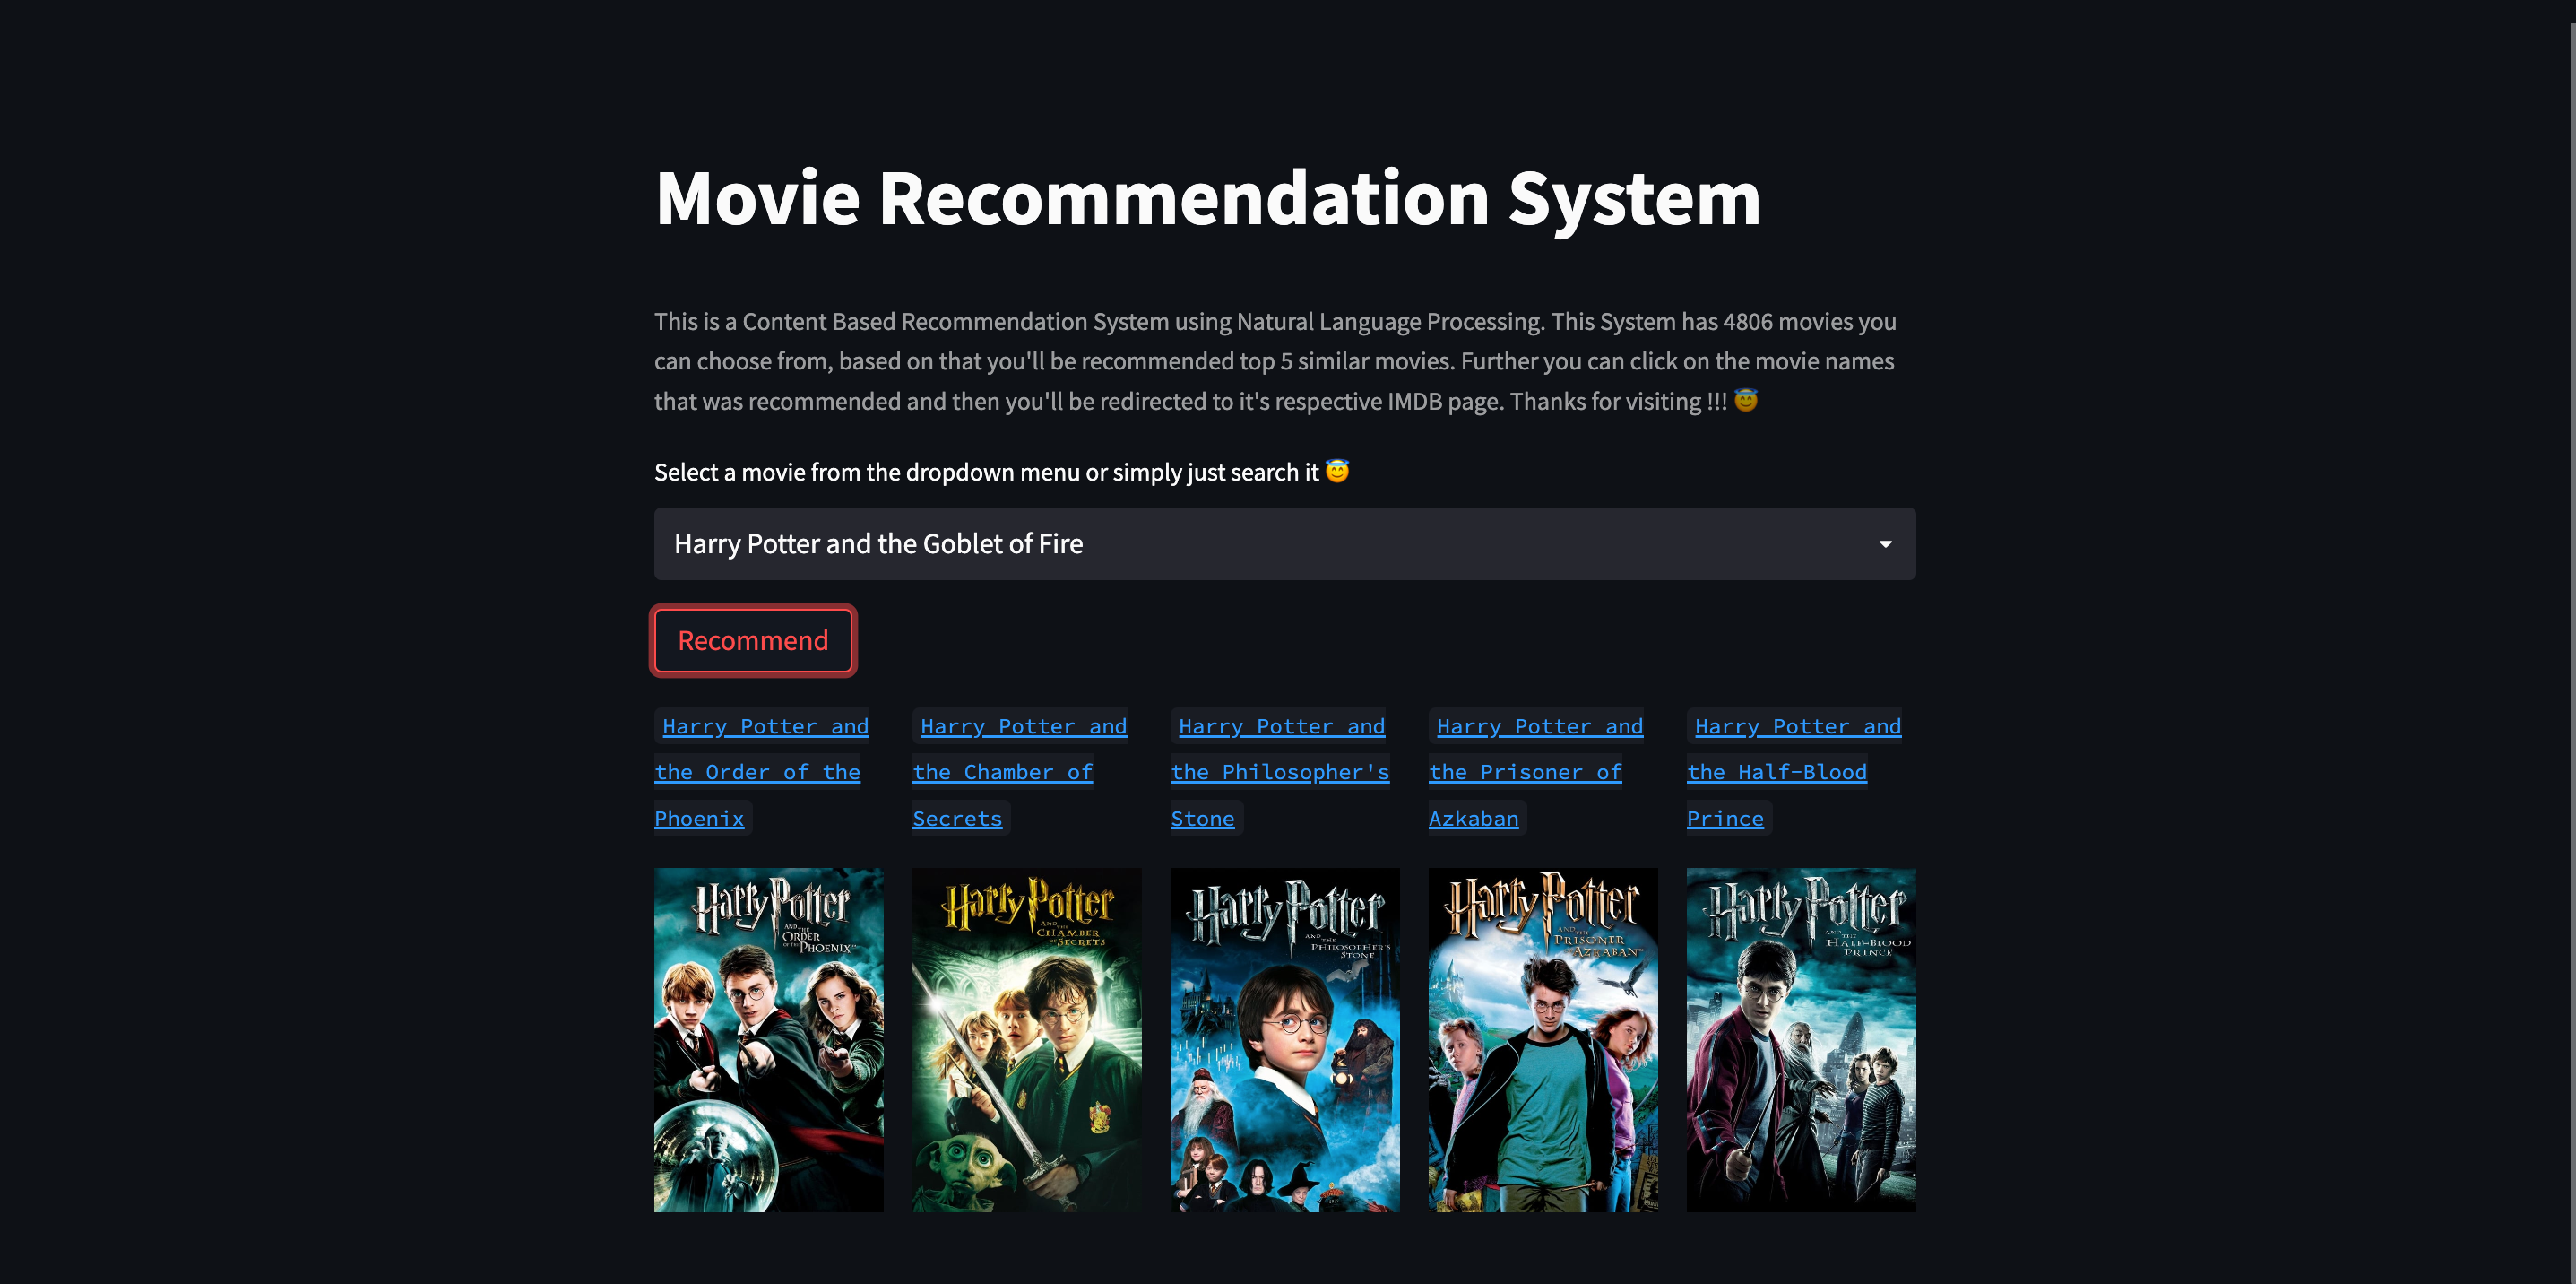 Movie Recommendation System
This is a Content Based Recommendation System using Natural Language Processing. This System has 4806 movies you
can choose from, based on that you'll be recommended top 5 similar movies. Further you can click on the movie names
that was recommended and then you'll be redirected to it's respective IMDB page. Thanks for visiting !!! 😇
Select a movie from the dropdown menu or simply just search it 😇
Harry Potter and the Goblet of Fire
Recommend
Harry Potter and
the Order of the
Phoenix
Harry Potter and
the Chamber of
Secrets
Harry Potter and
the Philosopher's
Stone
Harry Potter and
the Prisoner of
Azkaban
Harry Potter and
the Half-Blood
Prince
Harry Potter
AND THE
ORDER
OF THE PHOENIX
Harry Potter
AND THE
CHAMBER
OF SECRETS
Harry Potter
AND THE
PHILOSOPHER'S
STONE
Harry Potter
AND THE
PRISONER
OF AZKABAN
Harry Potter
AND THE
HALF-BLOOD
PRINCE